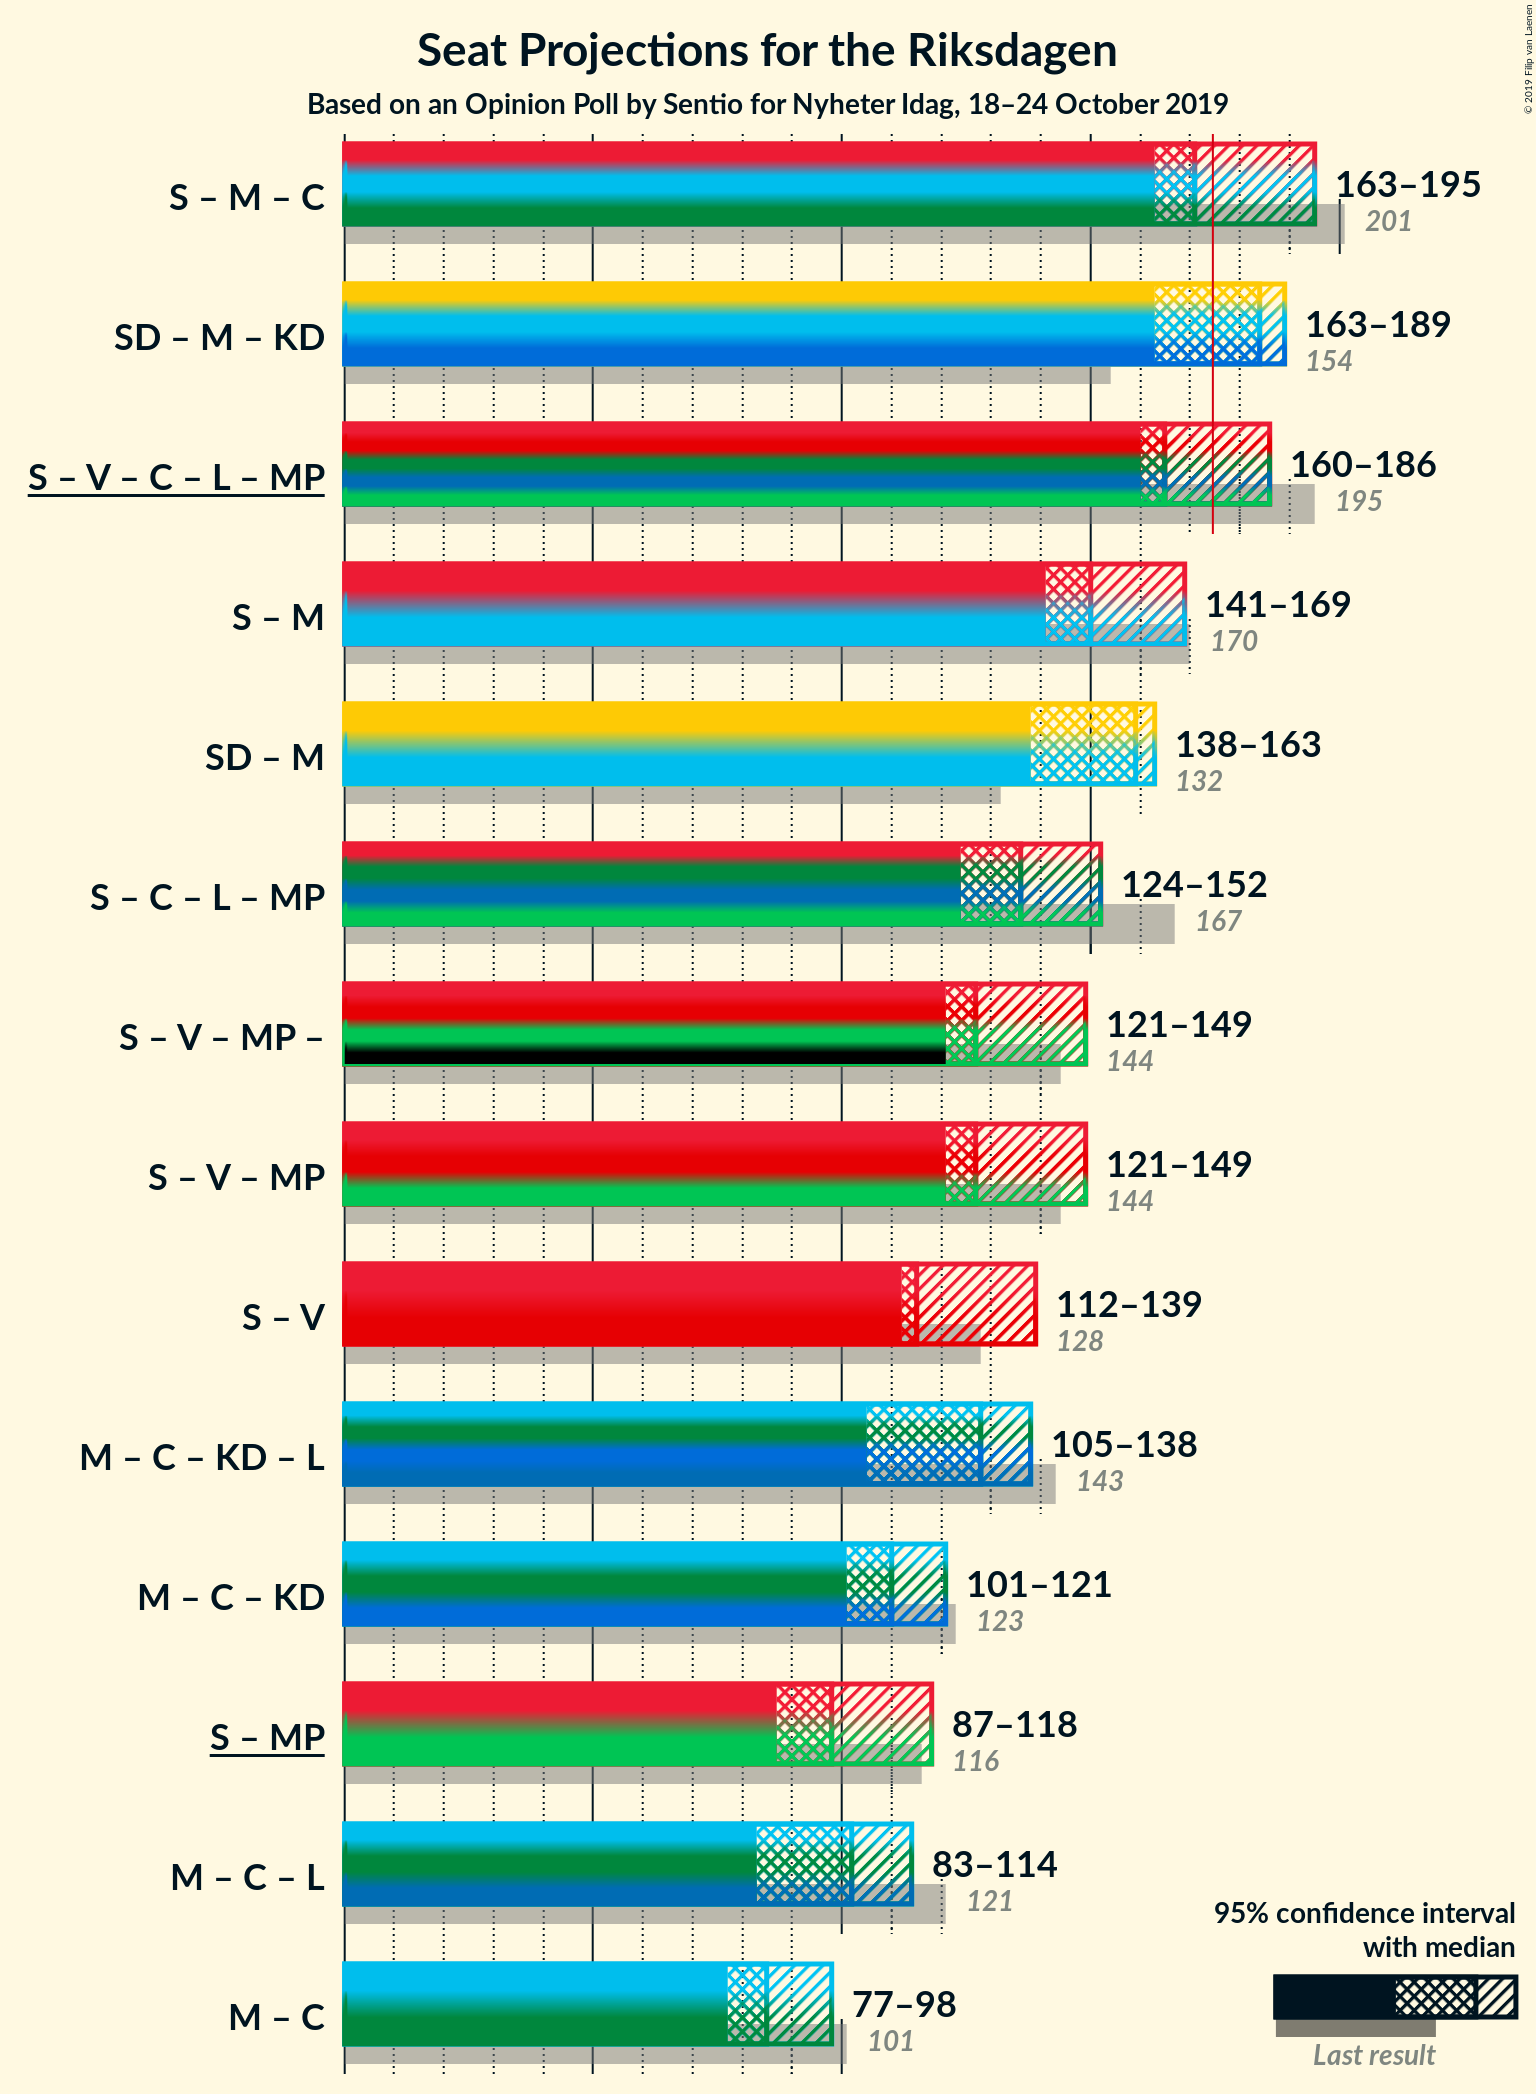 Seat Projections for the Riksdagen
Based on an Opinion Poll by Sentio for Nyheter Idag, 18–24 October 2019
© 2019 Filip van Laenen
S – M – C
163–195
201
SD – M – KD
163–189
154
S – V – C – L – MP
160–186
195
S – M
141–169
170
SD – M
138–163
132
S – C – L – MP
124–152
167
S – V – MP –
121–149
144
S – V – MP
121–149
144
S – V
112–139
128
M – C – KD – L
105–138
143
M – C – KD
101–121
123
S – MP
87–118
116
M – C – L
83–114
121
M – C
77–98
101
95% confidence interval
with median
Last result